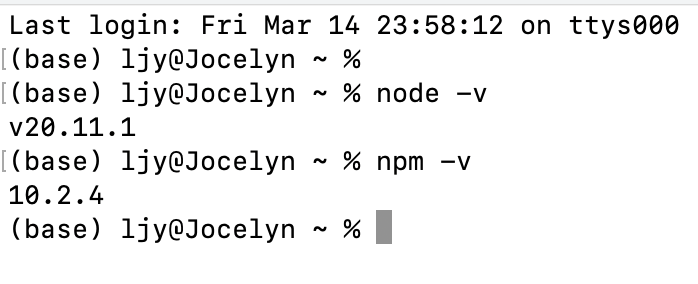 Last login: Fri Mar 14 23:58:12 on ttys000
[(base) ljy@Jocelyn ~ %
[(base) ljy@Jocelyn ~ % node -v
v20.11.1
[(base) ljy@Jocelyn ~ % npm -v
10.2.4
(base) ljy@Jocelyn ~ %